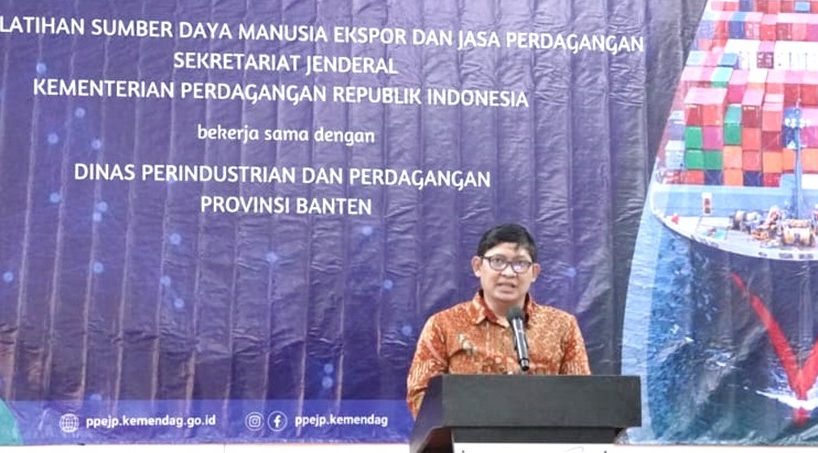 LATIHAN SUMBER DAYA MANUSIA EKSPOR DAN JASA PERDAGANGAN
SEKRETARIAT JENDERAL
KEMENTERIAN PERDAGANGAN REPUBLIK INDONESIA
bekerja sama dengan
DINAS PERINDUSTRIAN DAN PERDAGANGAN
PROVINSI BANTEN
ppejp.kemendag.go.id
ppejp.kemendag